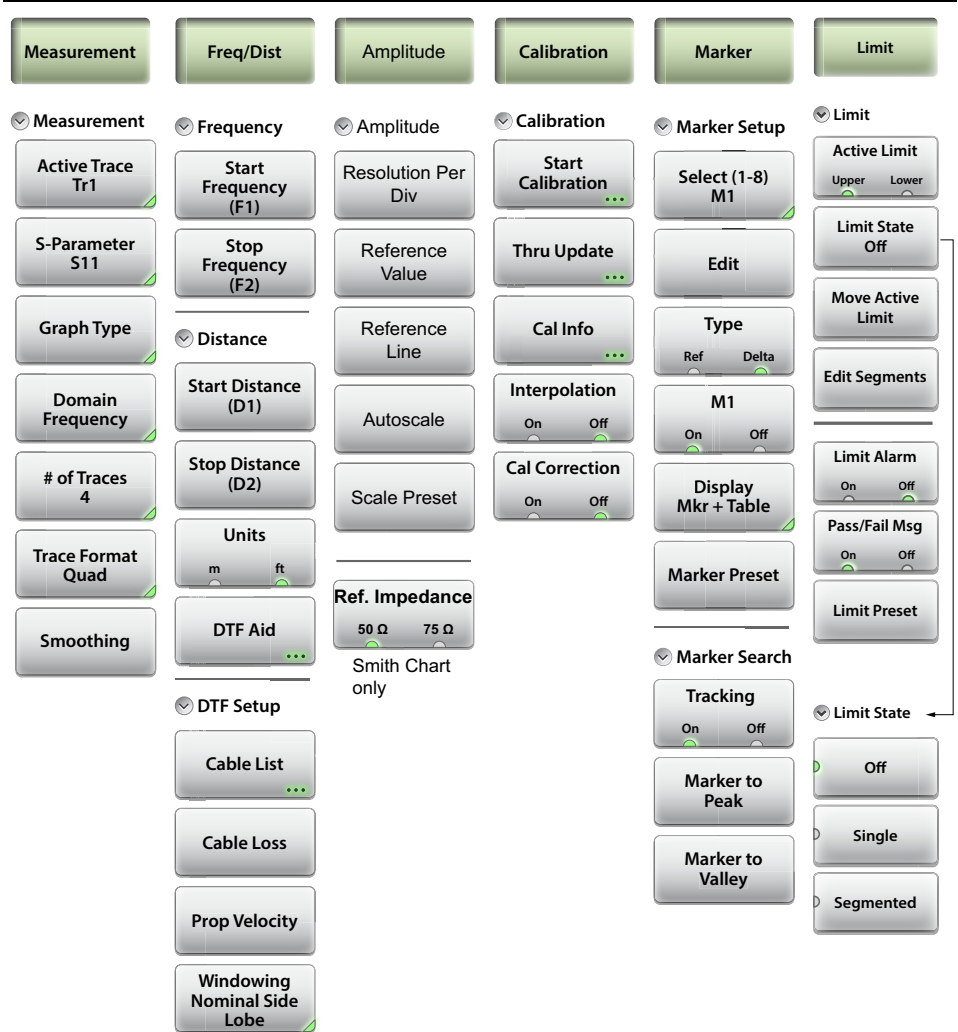 Measurement
Freq/Dist
Amplitude
Calibration
Marker
Limit
Measurement
Active Trace
Tr1
S-Parameter
S11
Graph Type
Domain
Frequency
# of Traces
4
Trace Format
Quad
Smoothing
Frequency
Start
Frequency
(F1)
Stop
Frequency
(F2)
Distance
Start Distance
(D1)
Stop Distance
(D2)
Units
m ft
DTF Aid
DTF Setup
Cable List
Cable Loss
Prop Velocity
Windowing
Nominal Side
Lobe
Amplitude
Resolution Per
Div
Reference
Value
Reference
Line
Autoscale
Scale Preset
Ref. Impedance
50 Ω 75 Ω
Smith Chart
only
Calibration
Start
Calibration
Thru Update
Cal Info
Interpolation
On Off
Cal Correction
On Off
Marker Setup
Select (1-8)
M1
Edit
Type
Ref Delta
M1
On Off
Display
Mkr + Table
Marker Preset
Marker Search
Tracking
On Off
Marker to
Peak
Marker to
Valley
Limit
Active Limit
Upper Lower
Limit State
Off
Move Active
Limit
Edit Segments
Limit Alarm
On Off
Pass/Fail Msg
On Off
Limit Preset
Limit State
Off
Single
Segmented